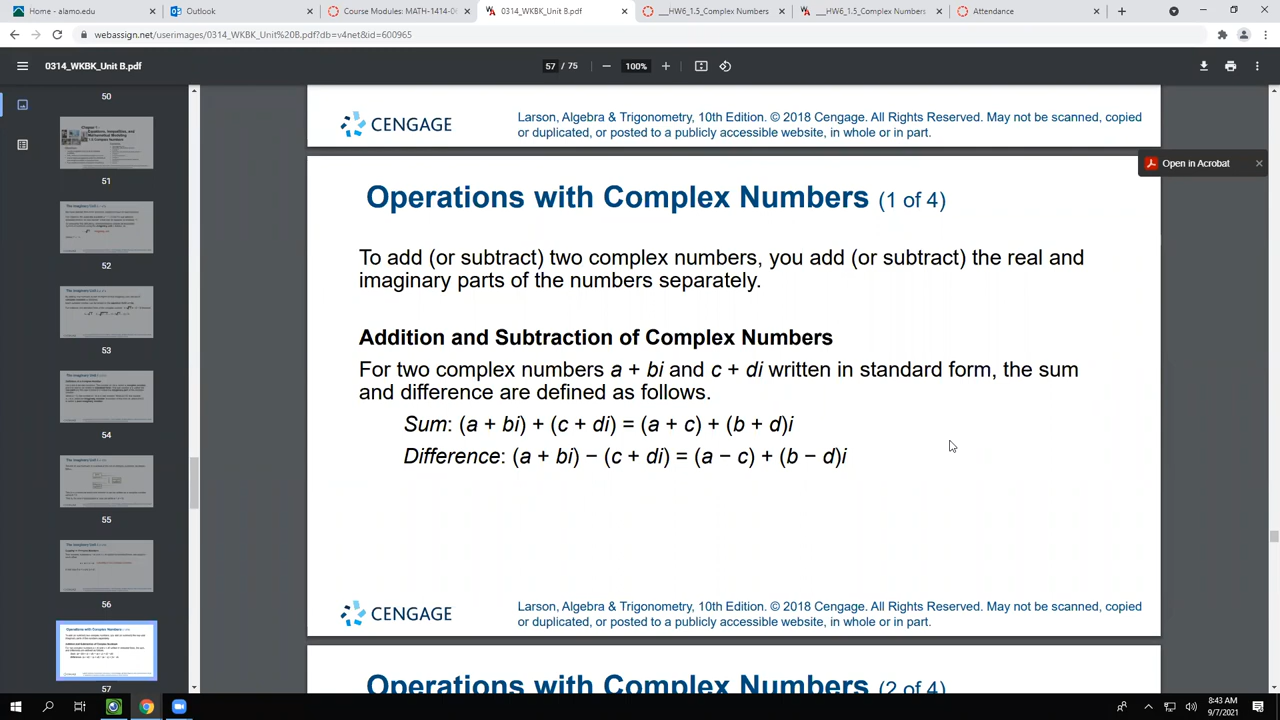 Home - alamo.edu
Outlook
Course Modules: MATH-1414-0
0314_WKBK_Unit B.pdf
__HW6_1.5_Complex Numbers
__HW6_1.5_Complex Numbers
Attendance
webassign.net/userimages/0314_WKBK_Unit%20B.pdf?db=v4net&id=600965
0314_WKBK_Unit B.pdf
57 / 75
100%
50
51
52
53
54
55
56
57
CENGAGE
Larson, Algebra & Trigonometry, 10th Edition. © 2018 Cengage. All Rights Reserved. May not be scanned, copied
or duplicated, or posted to a publicly accessible website, in whole or in part.
Open in Acrobat
Operations with Complex Numbers (1 of 4)
To add (or subtract) two complex numbers, you add (or subtract) the real and
imaginary parts of the numbers separately.
Addition and Subtraction of Complex Numbers
For two complex numbers a + bi and c + di written in standard form, the sum
and difference are defined as follows.
Sum: (a + bi) + (c + di) = (a + c) + (b + d)i
Difference: (a + bi) − (c + di) = (a − c) + (b − d)i
CENGAGE
Larson, Algebra & Trigonometry, 10th Edition. © 2018 Cengage. All Rights Reserved. May not be scanned, copied
or duplicated, or posted to a publicly accessible website, in whole or in part.
Operations with Complex Numbers (2 of 4)
8:43 AM
9/7/2021